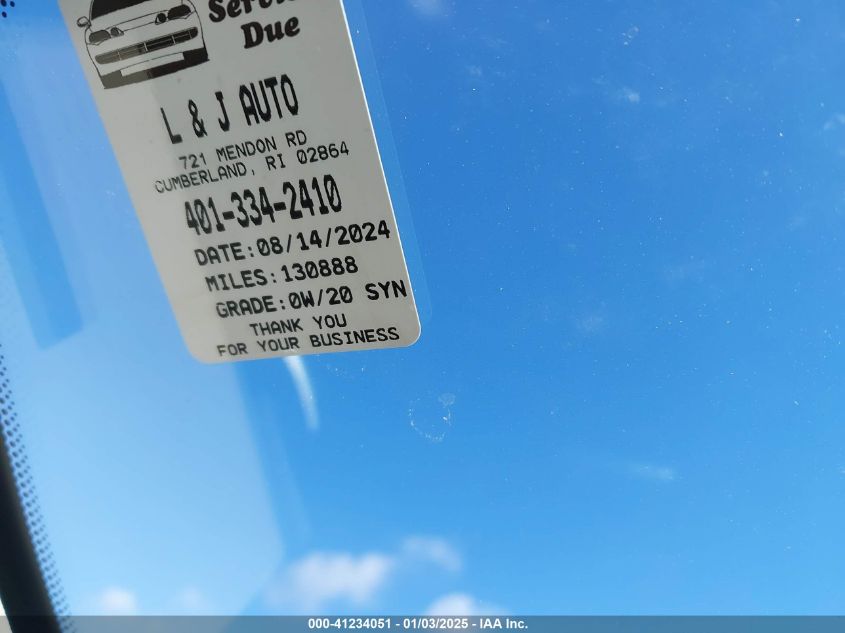 Due
L & J AUTO
721 MENDON RD
CUMBERLAND, RI 02864
401-334-2410
DATE:08/14/2024
MILES:130888
GRADE:0W/20 SYN
THANK YOU
FOR YOUR BUSINESS
000-41234051 - 01/03/2025 - IAA Inc.